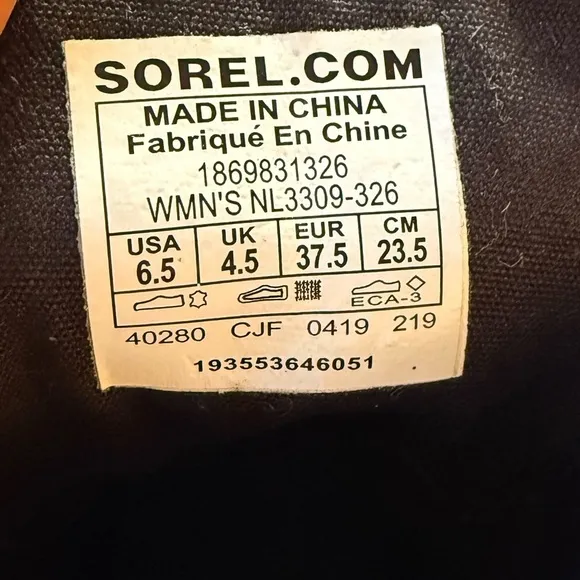 SOREL.COM
MADE IN CHINA
Fabriqué En Chine
1869831326
WMN'S NL3309-326
USA UK EUR CM
6.5 4.5 37.5 23.5
ECA-3
40280 CJF 0419 219
193553646051